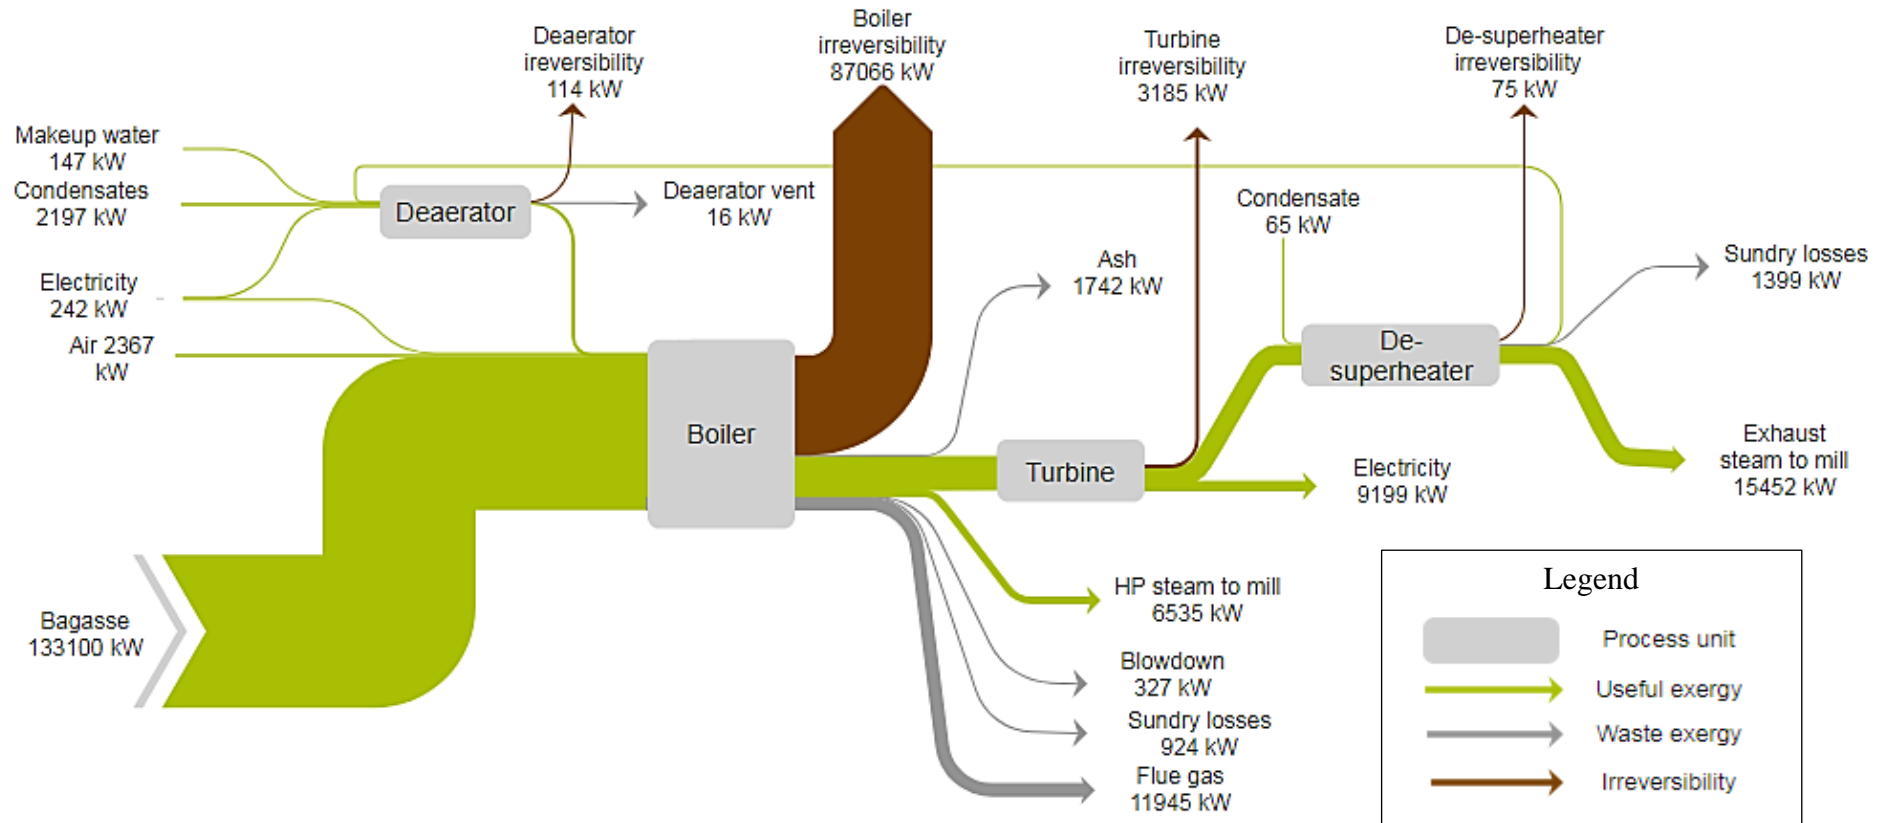 Deaerator
ireversibility
114 kW
Boiler
irreversibility
87066 kW
Turbine
irreversibility
3185 kW
De-superheater
irreversibility
75 kW
Makeup water
147 kW
Condensates
2197 kW
Electricity
242 kW
Air 2367
kW
Bagasse
133100 kW
Deaerator
Deaerator vent
16 kW
Boiler
Ash
1742 kW
Turbine
Condensate
65 kW
De-
superheater
Sundry losses
1399 kW
Exhaust
steam to mill
15452 kW
Electricity
9199 kW
HP steam to mill
6535 kW
Blowdown
327 kW
Sundry losses
924 kW
Flue gas
11945 kW
Legend
Process unit
Useful exergy
Waste exergy
Irreversibility